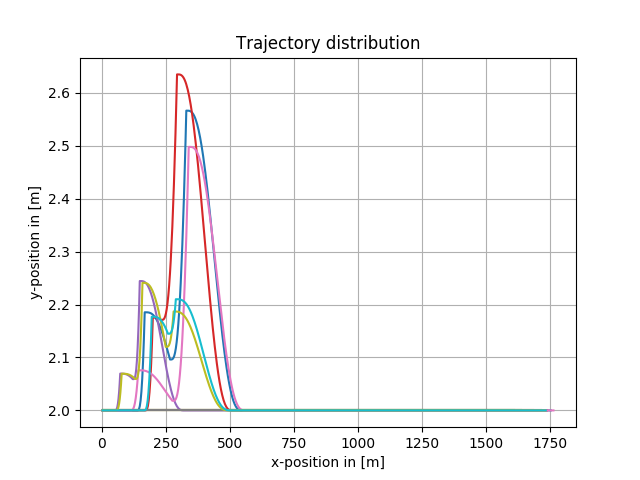 Trajectory distribution
y-position in [m]
2.6
2.5
2.4
2.3
2.2
2.1
2.0
0 250 500 750 1000 1250 1500 1750
x-position in [m]